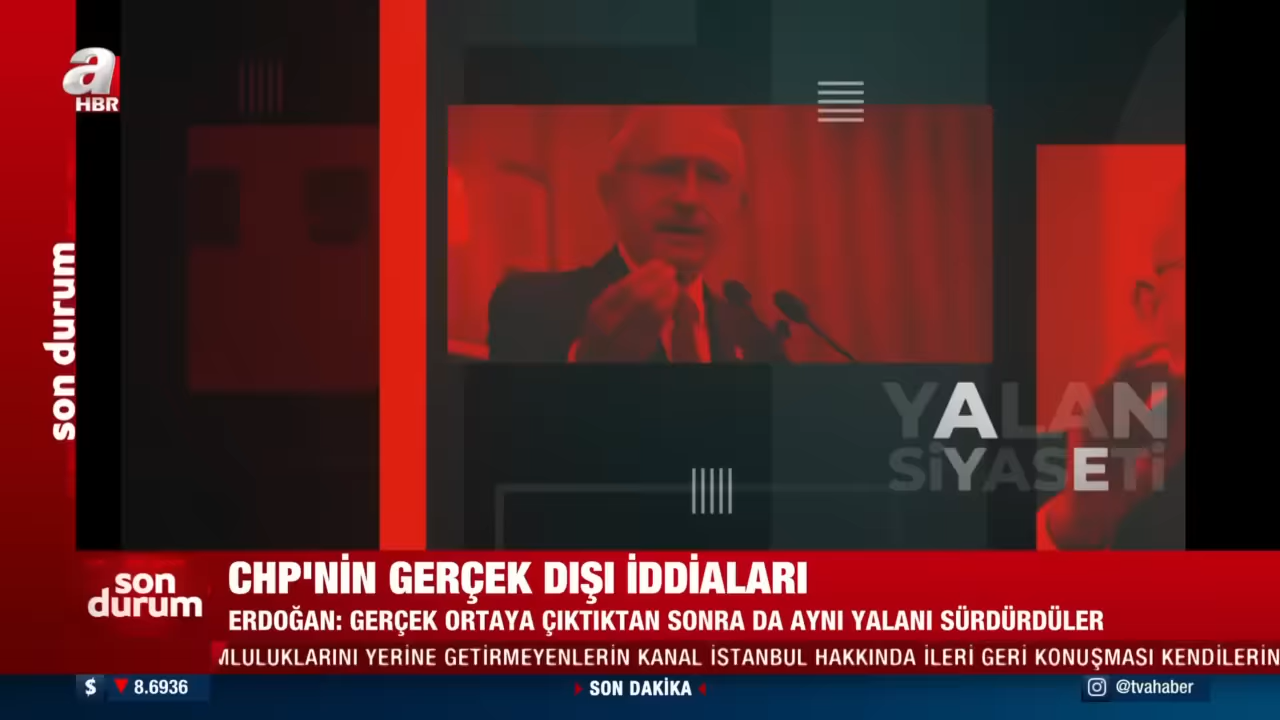 a
HBR
son durum
YALAN
SİYASETİ
son
durum
CHP'NİN GERÇEK DIŞI İDDİALARI
ERDOĞAN: GERÇEK ORTAYA ÇIKTIKTAN SONRA DA AYNI YALANI SÜRDÜRDÜLER
MLULUKLARINI YERİNE GETİRMEYENLERİN KANAL İSTANBUL HAKKINDA İLERİ GERİ KONUŞMASI KENDİLERİN
$ 8.6936
SON DAKİKA
@tvahaber